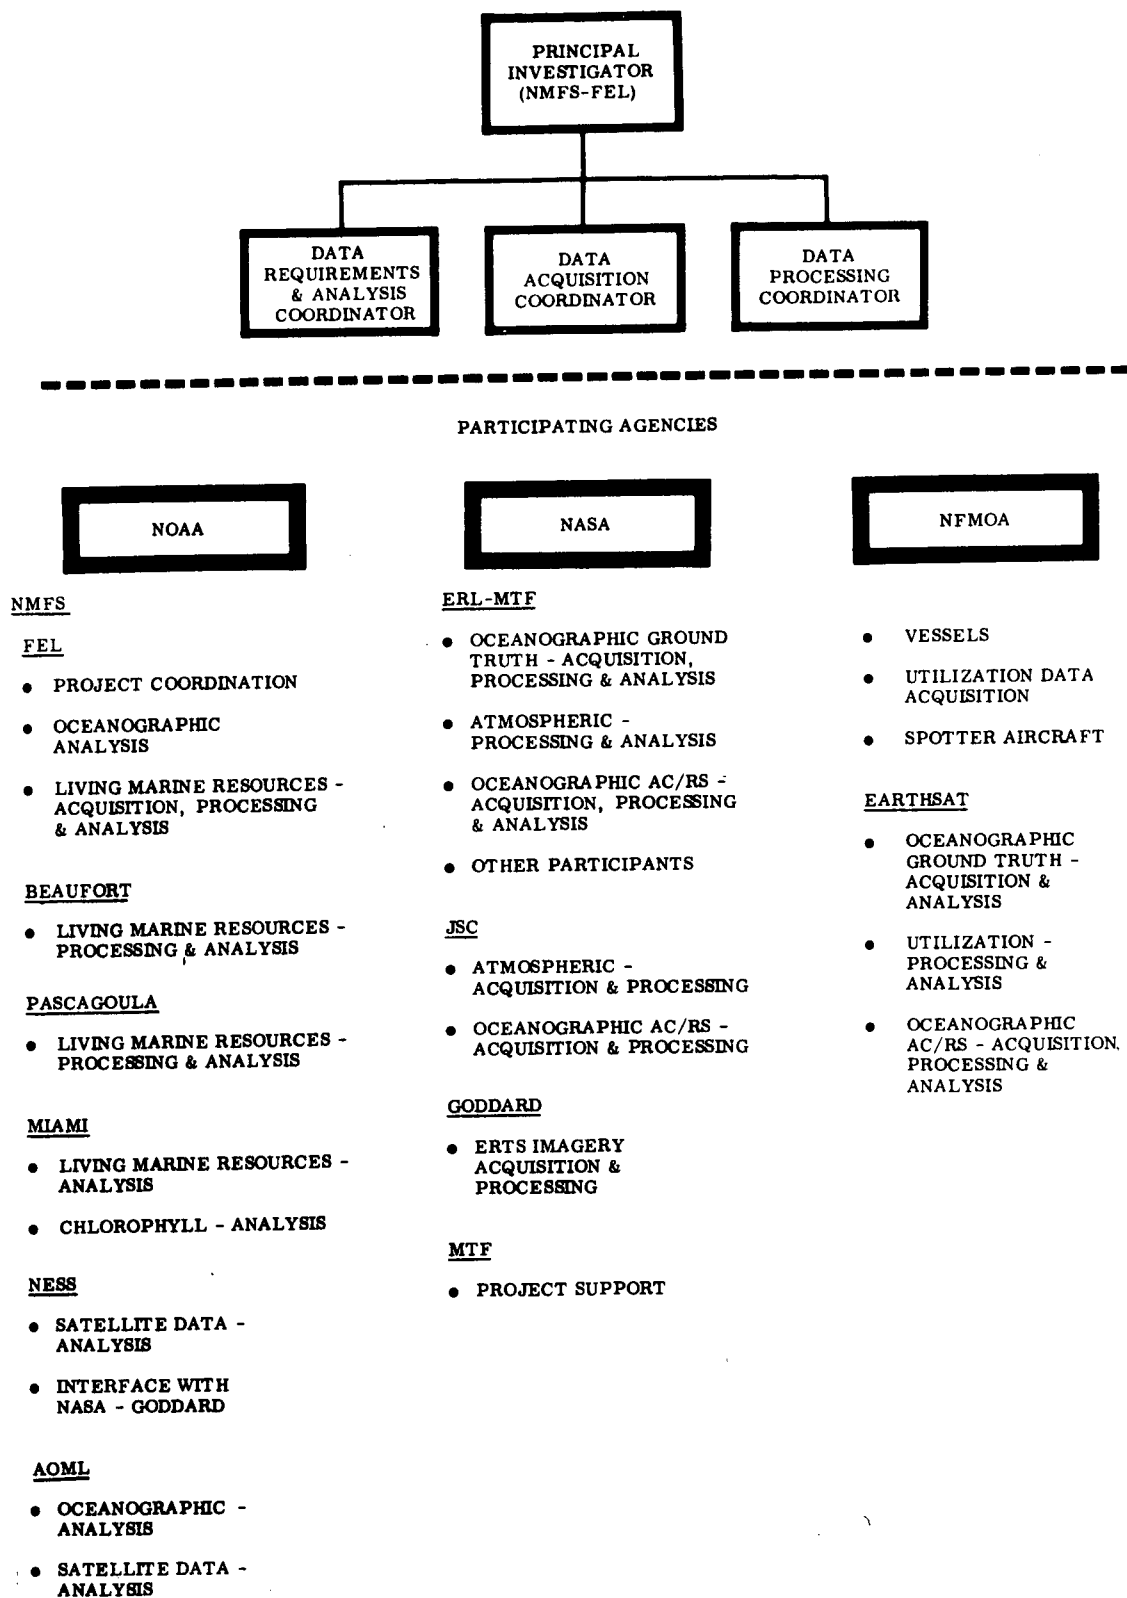 PRINCIPAL
INVESTIGATOR
(NMFS-FEL)
DATA
REQUIREMENTS
& ANALYSIS
COORDINATOR
DATA
ACQUISITION
COORDINATOR
DATA
PROCESSING
COORDINATOR
PARTICIPATING AGENCIES
NOAA
NMFS
FEL
• PROJECT COORDINATION
• OCEANOGRAPHIC
ANALYSIS
• LIVING MARINE RESOURCES -
ACQUISITION, PROCESSING
& ANALYSIS
BEAUFORT
• LIVING MARINE RESOURCES -
PROCESSING & ANALYSIS
PASCAGOULA
• LIVING MARINE RESOURCES -
PROCESSING & ANALYSIS
MIAMI
• LIVING MARINE RESOURCES -
ANALYSIS
• CHLOROPHYLL - ANALYSIS
NESS
• SATELLITE DATA -
ANALYSIS
• INTERFACE WITH
NASA - GODDARD
AOML
• OCEANOGRAPHIC -
ANALYSIS
• SATELLITE DATA -
ANALYSIS
NASA
ERL-MTF
• OCEANOGRAPHIC GROUND
TRUTH - ACQUISITION,
PROCESSING & ANALYSIS
• ATMOSPHERIC -
PROCESSING & ANALYSIS
• OCEANOGRAPHIC AC/RS -
ACQUISITION, PROCESSING
& ANALYSIS
• OTHER PARTICIPANTS
JSC
• ATMOSPHERIC -
ACQUISITION & PROCESSING
• OCEANOGRAPHIC AC/RS -
ACQUISITION & PROCESSING
GODDARD
• ERTS IMAGERY
ACQUISITION &
PROCESSING
MTF
• PROJECT SUPPORT
NFMOA
• VESSELS
• UTILIZATION DATA
ACQUISITION
• SPOTTER AIRCRAFT
EARTHSAT
• OCEANOGRAPHIC
GROUND TRUTH -
ACQUISITION &
ANALYSIS
• UTILIZATION -
PROCESSING &
ANALYSIS
• OCEANOGRAPHIC
AC/RS - ACQUISITION,
PROCESSING &
ANALYSIS